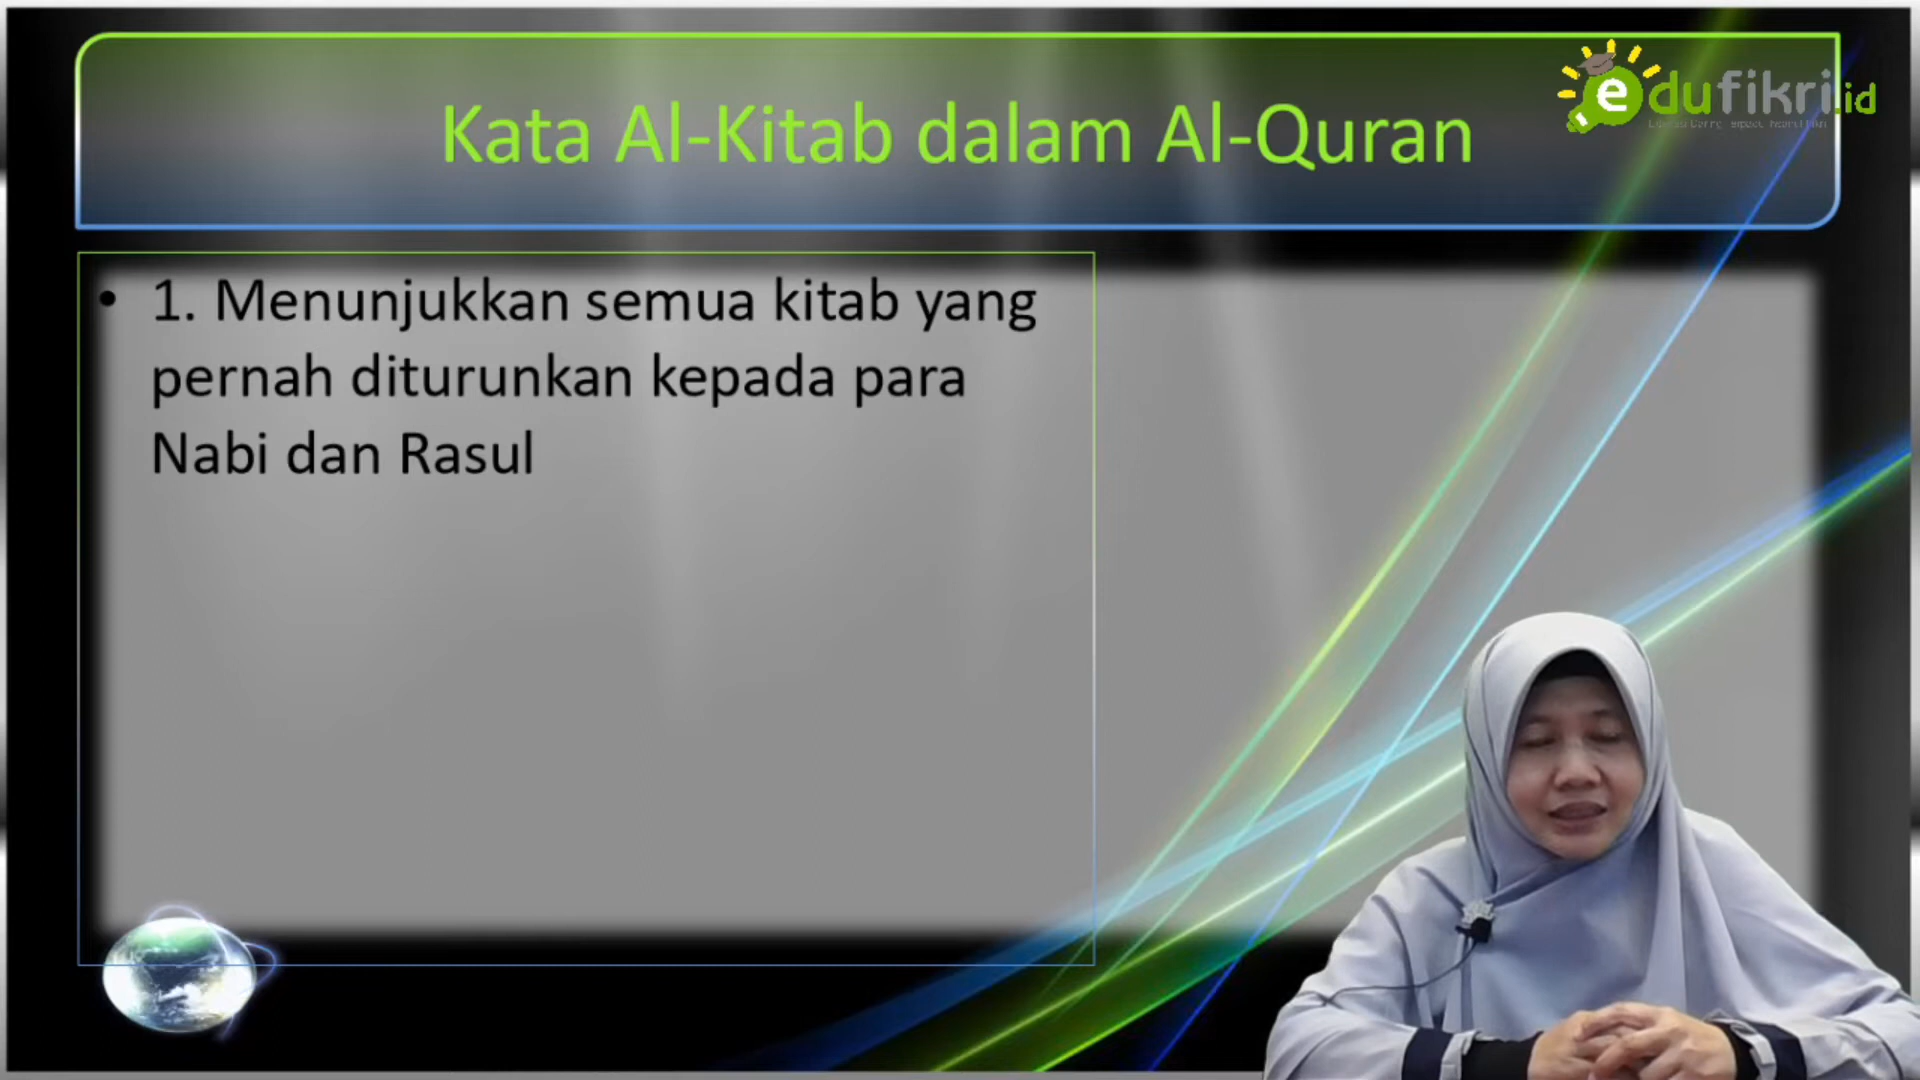 Kata Al-Kitab dalam Al-Quran
edufikri.id
• 1. Menunjukkan semua kitab yang
pernah diturunkan kepada para
Nabi dan Rasul